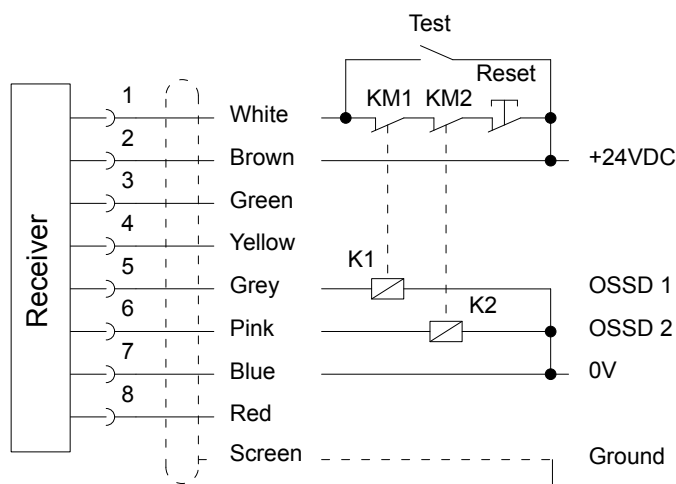 Test
Reset
1
KM1 KM2
White
2
Brown
+24VDC
3
Green
4
Yellow
Receiver
5
K1
Grey
OSSD 1
6
K2
Pink
OSSD 2
7
Blue
0V
8
Red
Screen
Ground